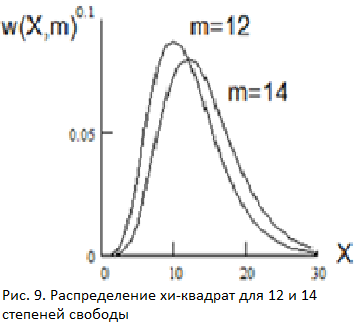 w(X,m)
0.1
m=12
m=14
0.05
0
X
0
10
20
30
Рис. 9. Распределение хи-квадрат для 12 и 14
степеней свободы